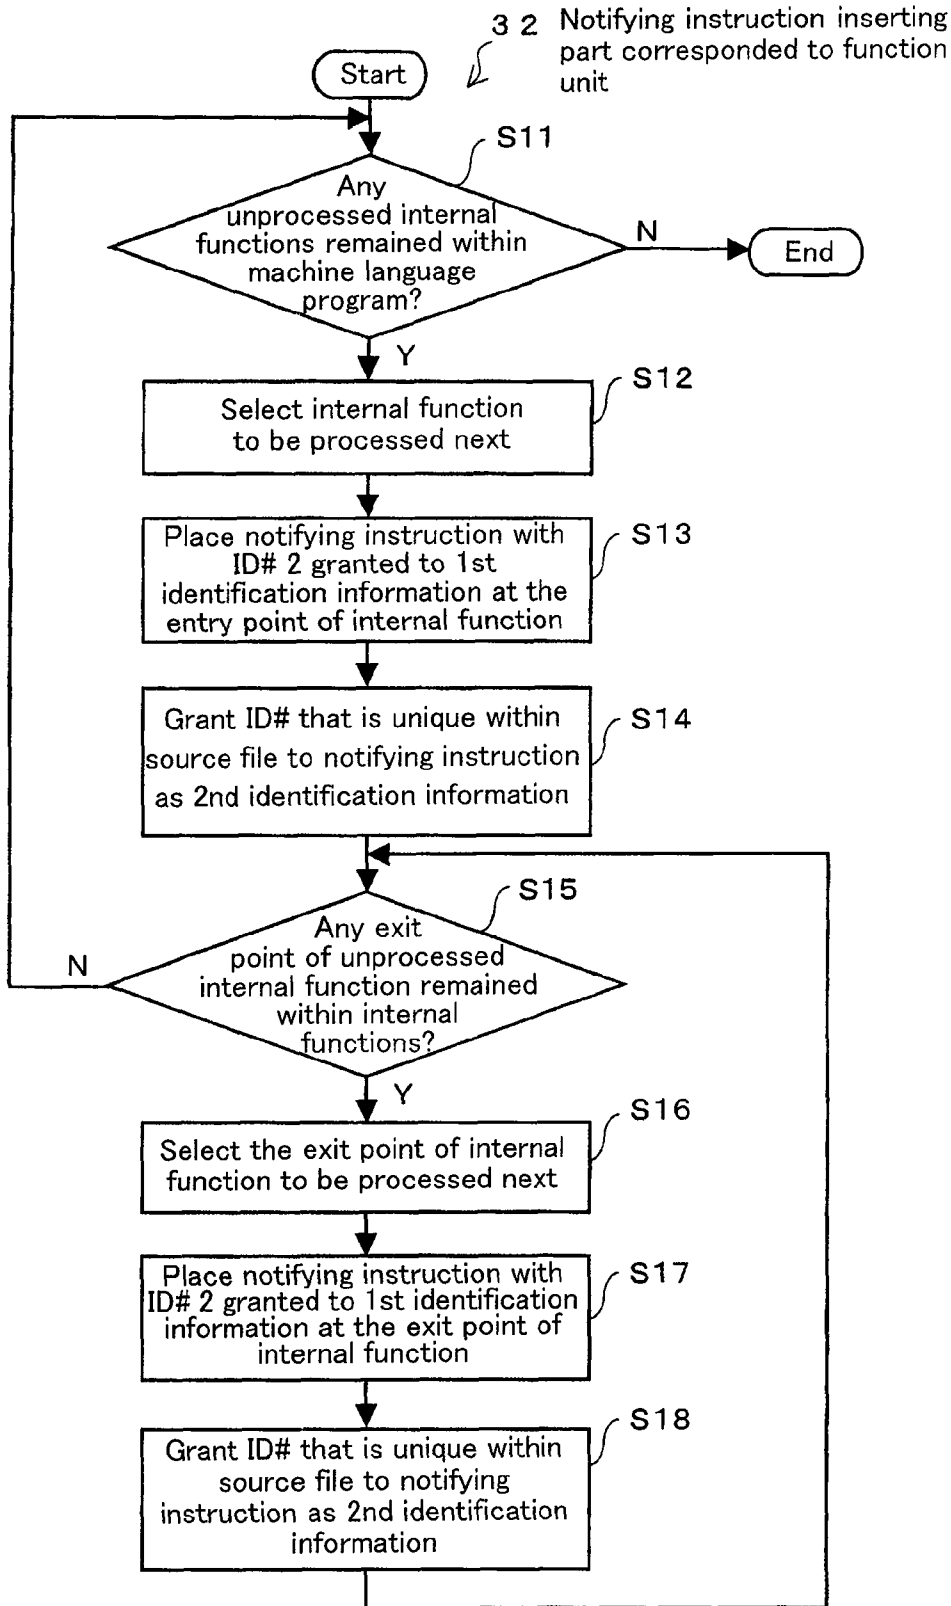 32 Notifying instruction inserting
part corresponded to function
unit
Start
S11
Any
unprocessed internal
functions remained within
machine language
program?
N
End
Y
S12
Select internal function
to be processed next
S13
Place notifying instruction with
ID# 2 granted to 1st
identification information at the
entry point of internal function
S14
Grant ID# that is unique within
source file to notifying instruction
as 2nd identification information
S15
Any exit
point of unprocessed
internal function remained
within internal
functions?
N
Y
S16
Select the exit point of internal
function to be processed next
S17
Place notifying instruction with
ID# 2 granted to 1st identification
information at the exit point of
internal function
S18
Grant ID# that is unique within
source file to notifying
instruction as 2nd identification
information